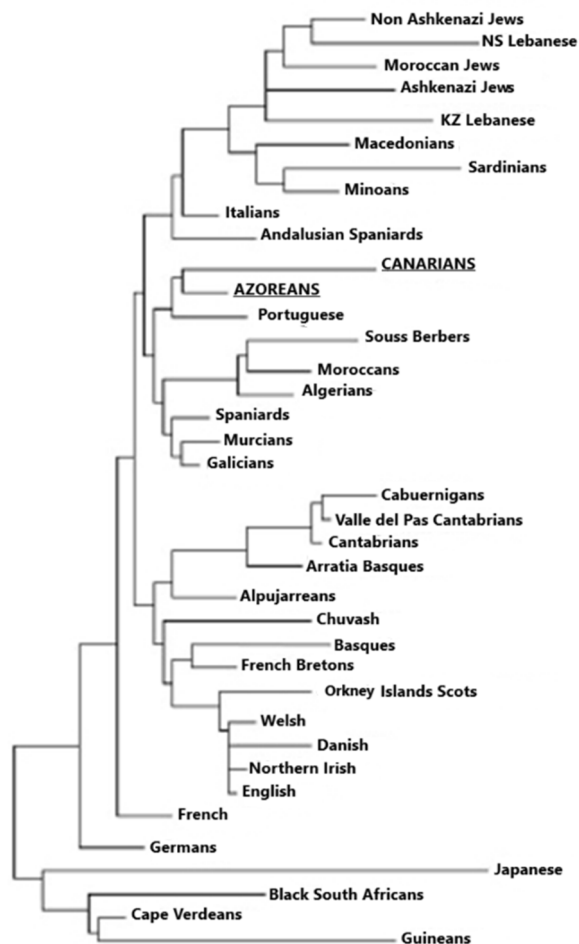 Non Ashkenazi Jews
NS Lebanese
Moroccan Jews
Ashkenazi Jews
KZ Lebanese
Macedonians
Sardinians
Minoans
Italians
Andalusian Spaniards
CANARIANS
AZOREANS
Portuguese
Souss Berbers
Moroccans
Algerians
Spaniards
Murcians
Galicians
Cabuernigans
Valle del Pas Cantabrians
Cantabrians
Arratia Basques
Alpujarreans
Chuvash
Basques
French Bretons
Orkney Islands Scots
Welsh
Danish
Northern Irish
English
French
Germans
Japanese
Black South Africans
Cape Verdeans
Guineans